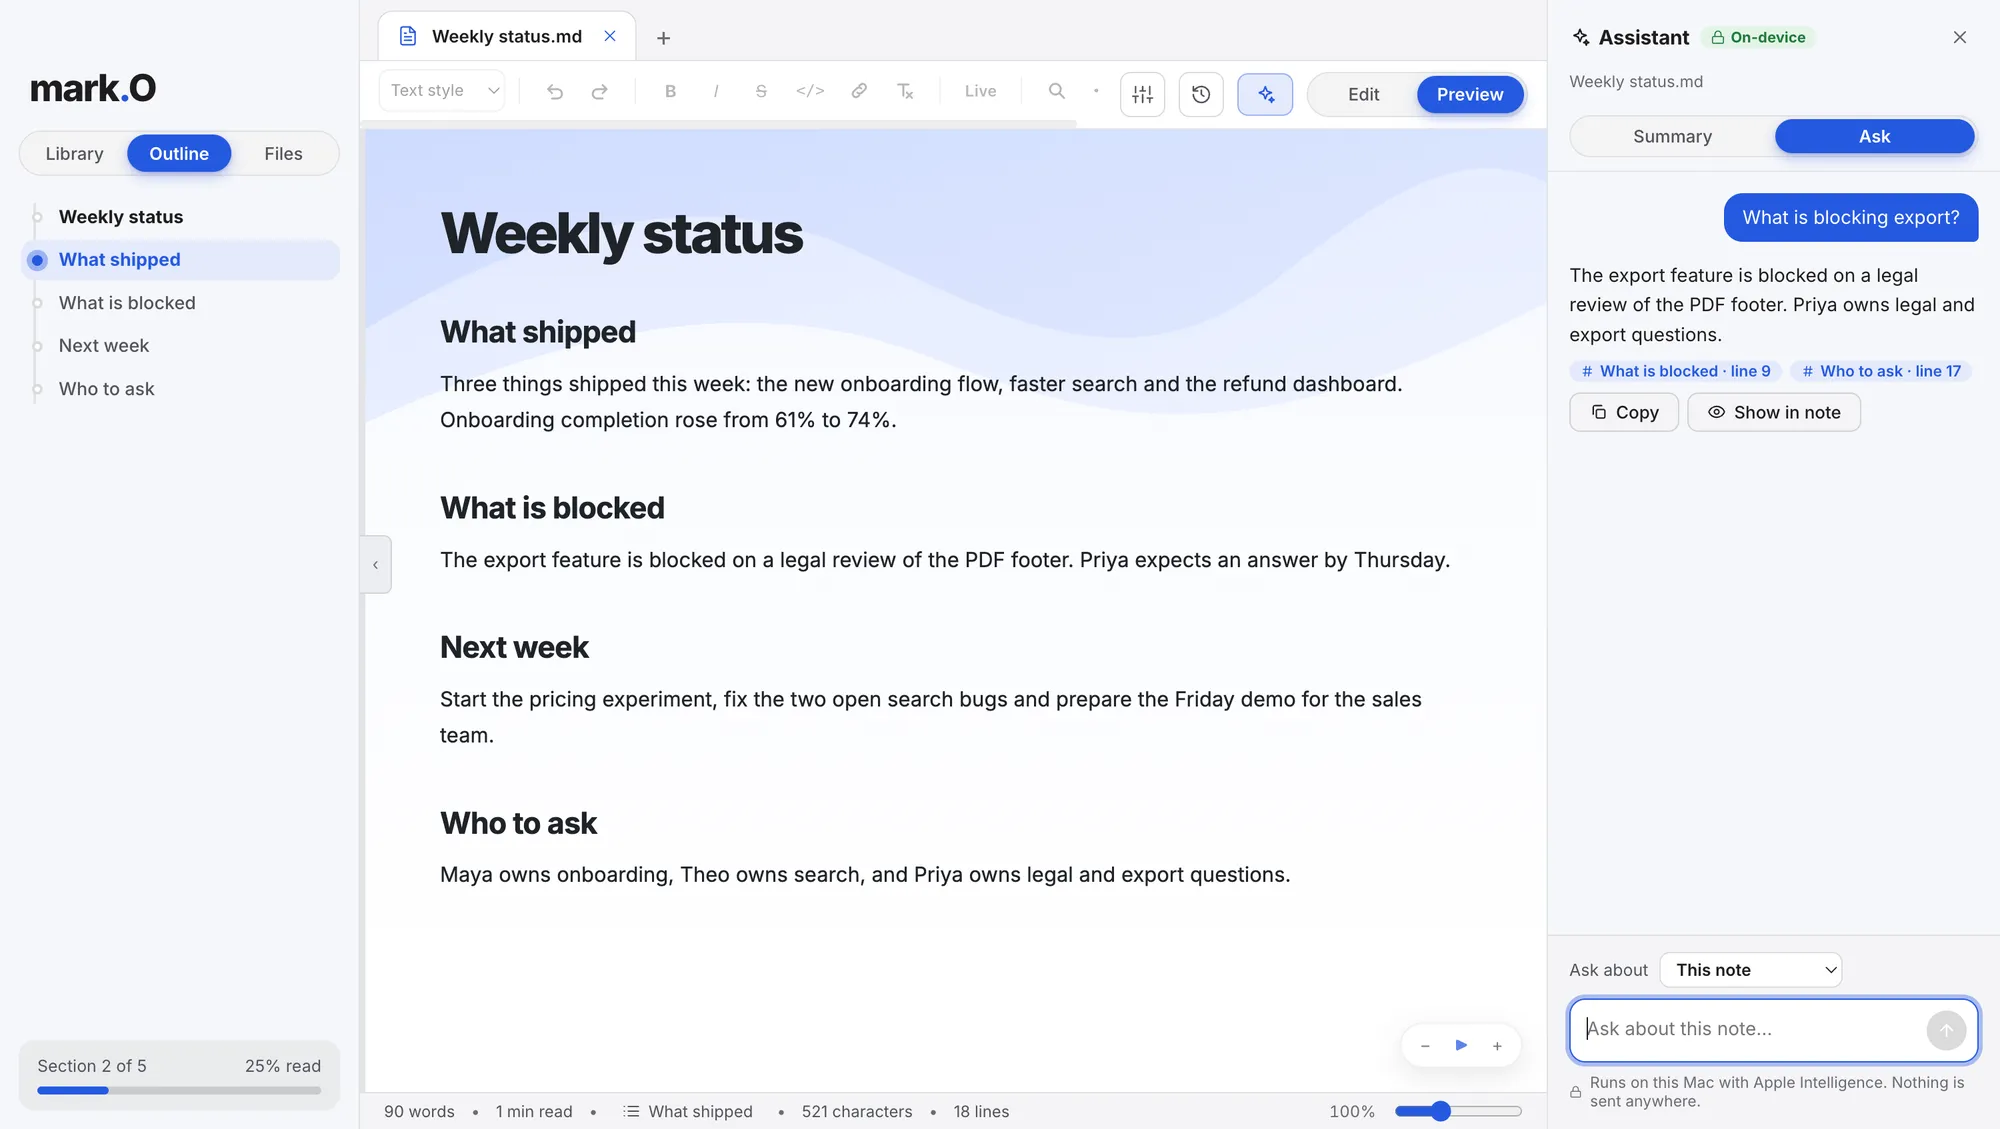 mark.O
Library
Outline
Files
Weekly status
What shipped
What is blocked
Next week
Who to ask
Section 2 of 5
25% read
Weekly status.md
Text style
B
I
S
</>
Live
Edit
Preview
Weekly status
What shipped
Three things shipped this week: the new onboarding flow, faster search and the refund dashboard.
Onboarding completion rose from 61% to 74%.
What is blocked
The export feature is blocked on a legal review of the PDF footer. Priya expects an answer by Thursday.
Next week
Start the pricing experiment, fix the two open search bugs and prepare the Friday demo for the sales
team.
Who to ask
Maya owns onboarding, Theo owns search, and Priya owns legal and export questions.
90 words • 1 min read • What shipped • 521 characters • 18 lines
100%
Assistant
On-device
Weekly status.md
Summary
Ask
What is blocking export?
The export feature is blocked on a legal
review of the PDF footer. Priya owns legal and
export questions.
# What is blocked · line 9
# Who to ask · line 17
Copy
Show in note
Ask about
This note
Ask about this note...
Runs on this Mac with Apple Intelligence. Nothing is
sent anywhere.